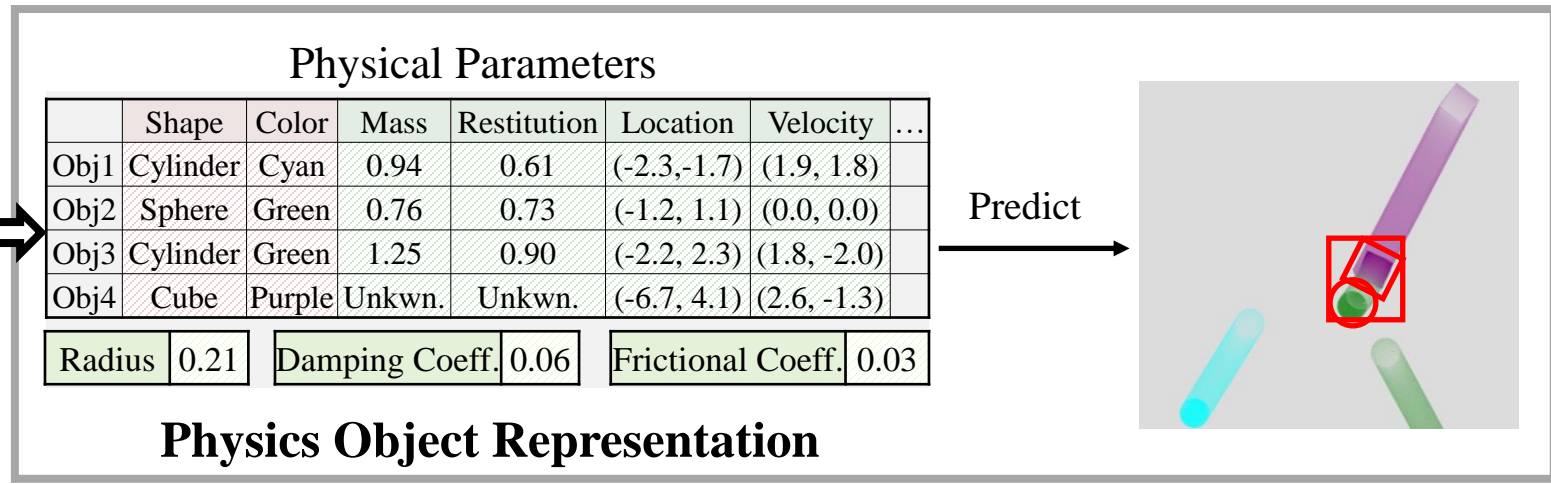 Physical Parameters
Shape Color Mass Restitution Location Velocity ...
Obj1 Cylinder Cyan 0.94 0.61 (-2.3,-1.7) (1.9, 1.8)
Obj2 Sphere Green 0.76 0.73 (-1.2, 1.1) (0.0, 0.0)
Obj3 Cylinder Green 1.25 0.90 (-2.2, 2.3) (1.8, -2.0)
Obj4 Cube Purple Unkwn. Unkwn. (-6.7, 4.1) (2.6, -1.3)
Radius 0.21 Damping Coeff. 0.06 Frictional Coeff. 0.03
Physics Object Representation
Predict